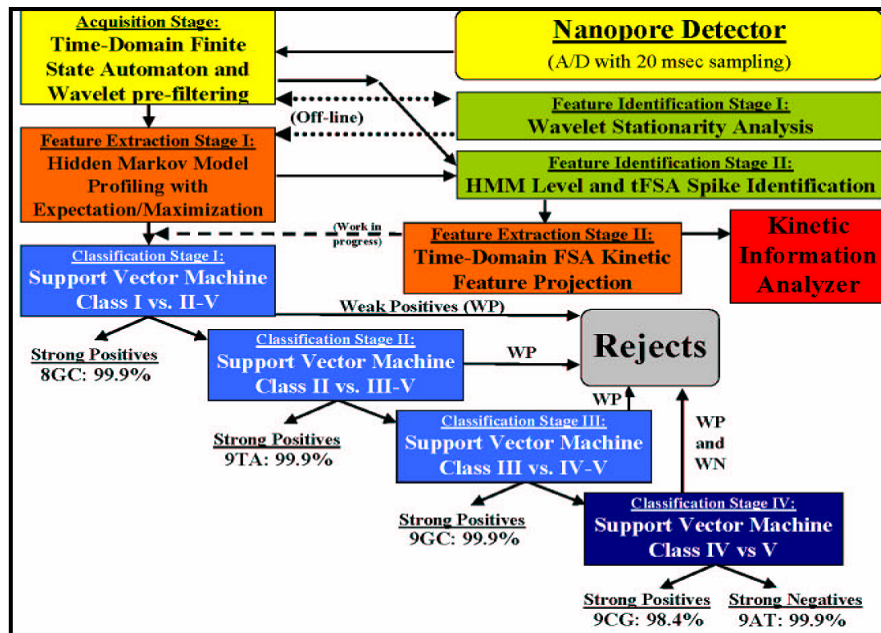 Acquisition Stage:
Time-Domain Finite
State Automaton and
Wavelet pre-filtering
Nanopore Detector
(A/D with 20 msec sampling)
(Off-line)
Feature Identification Stage I:
Wavelet Stationarity Analysis
Feature Extraction Stage I:
Hidden Markov Model
Profiling with
Expectation/Maximization
Feature Identification Stage II:
HMM Level and tFSA Spike Identification
(Work in
progress)
Feature Extraction Stage II:
Time-Domain FSA Kinetic
Feature Projection
Kinetic
Information
Analyzer
Classification Stage I:
Support Vector Machine
Class I vs. II-V
Weak Positives (WP)
Rejects
Strong Positives
8GC: 99.9%
Classification Stage II:
Support Vector Machine
Class II vs. III-V
WP
WP
Strong Positives
9TA: 99.9%
Classification Stage III:
Support Vector Machine
Class III vs. IV-V
WP
and
WN
Strong Positives
9GC: 99.9%
Classification Stage IV:
Support Vector Machine
Class IV vs V
Strong Positives
9CG: 98.4%
Strong Negatives
9AT: 99.9%